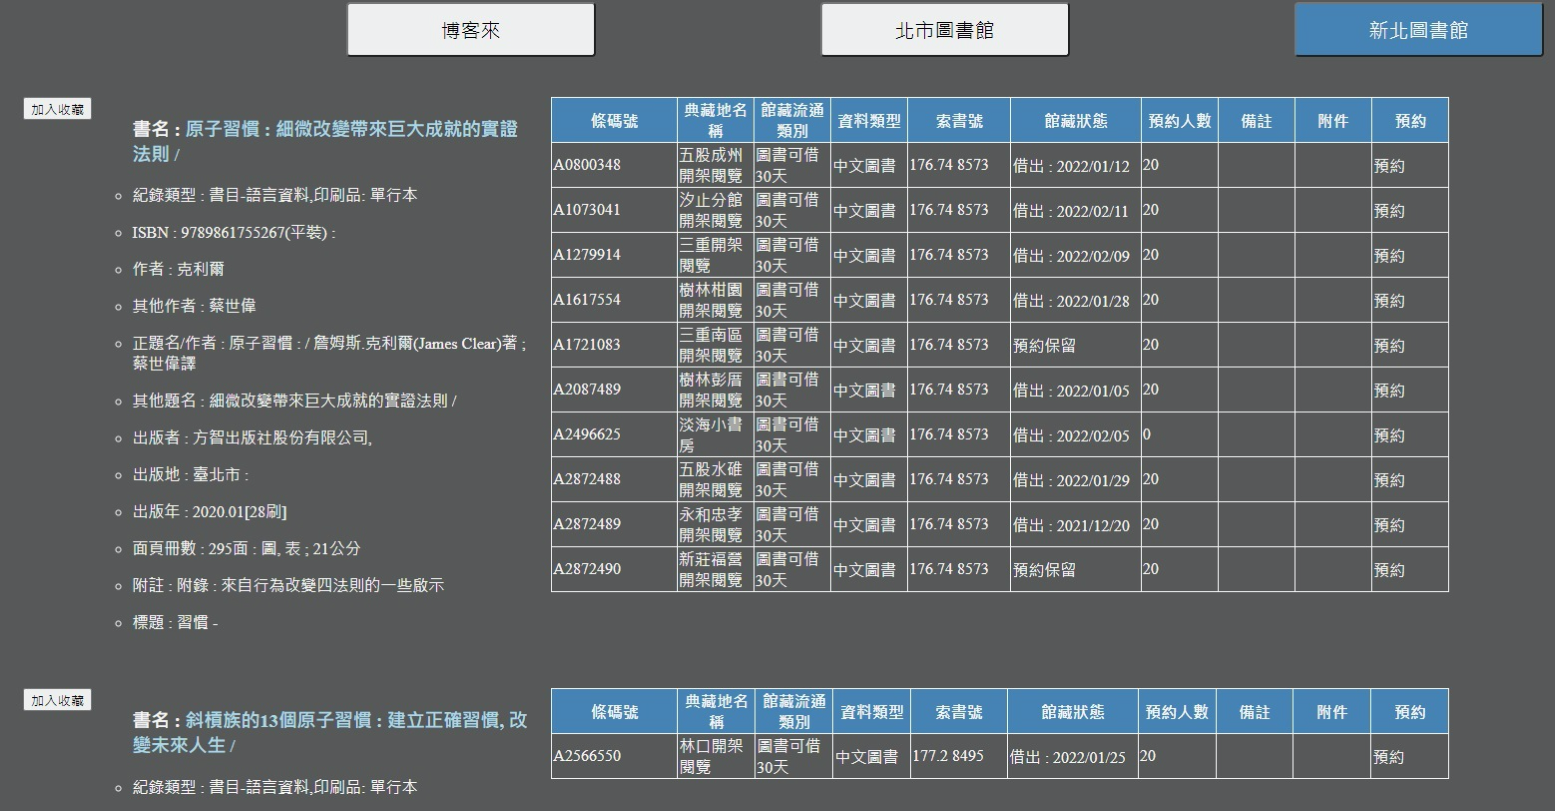 博客來
北市圖書館
新北圖書館
加入收藏
書名 : 原子習慣 : 細微改變帶來巨大成就的實證
法則 /
紀錄類型 : 書目-語言資料,印刷品: 單行本
ISBN : 9789861755267(平裝) :
作者 : 克利爾
其他作者 : 蔡世偉
正題名/作者 : 原子習慣 : / 詹姆斯.克利爾(James Clear)著 ;
蔡世偉譯
其他題名 : 細微改變帶來巨大成就的實證法則 /
出版者 : 方智出版社股份有限公司,
出版地 : 臺北市 :
出版年 : 2020.01[28刷]
面頁冊數 : 295面 : 圖, 表 ; 21公分
附註 : 附錄 : 來自行為改變四法則的一些啟示
標題 : 習慣 -
條碼號 典藏地名稱 館藏流通類別 資料類型 索書號 館藏狀態 預約人數 備註 附件 預約
A0800348 五股成州開架閱覽 圖書可借30天 中文圖書 176.74 8573 借出 : 2022/01/12 20 預約
A1073041 汐止分館開架閱覽 圖書可借30天 中文圖書 176.74 8573 借出 : 2022/02/11 20 預約
A1279914 三重開架閱覽 圖書可借30天 中文圖書 176.74 8573 借出 : 2022/02/09 20 預約
A1617554 樹林柑園開架閱覽 圖書可借30天 中文圖書 176.74 8573 借出 : 2022/01/28 20 預約
A1721083 三重南區開架閱覽 圖書可借30天 中文圖書 176.74 8573 預約保留 20 預約
A2087489 樹林彭厝開架閱覽 圖書可借30天 中文圖書 176.74 8573 借出 : 2022/01/05 20 預約
A2496625 淡海小書房 圖書可借30天 中文圖書 176.74 8573 借出 : 2022/02/05 0 預約
A2872488 五股水碓開架閱覽 圖書可借30天 中文圖書 176.74 8573 借出 : 2022/01/29 20 預約
A2872489 永和忠孝開架閱覽 圖書可借30天 中文圖書 176.74 8573 借出 : 2021/12/20 20 預約
A2872490 新莊福營開架閱覽 圖書可借30天 中文圖書 176.74 8573 預約保留 20 預約
加入收藏
書名 : 斜槓族的13個原子習慣 : 建立正確習慣, 改
變未來人生 /
紀錄類型 : 書目-語言資料,印刷品: 單行本
條碼號 典藏地名稱 館藏流通類別 資料類型 索書號 館藏狀態 預約人數 備註 附件 預約
A2566550 林口開架閱覽 圖書可借30天 中文圖書 177.2 8495 借出 : 2022/01/25 20 預約